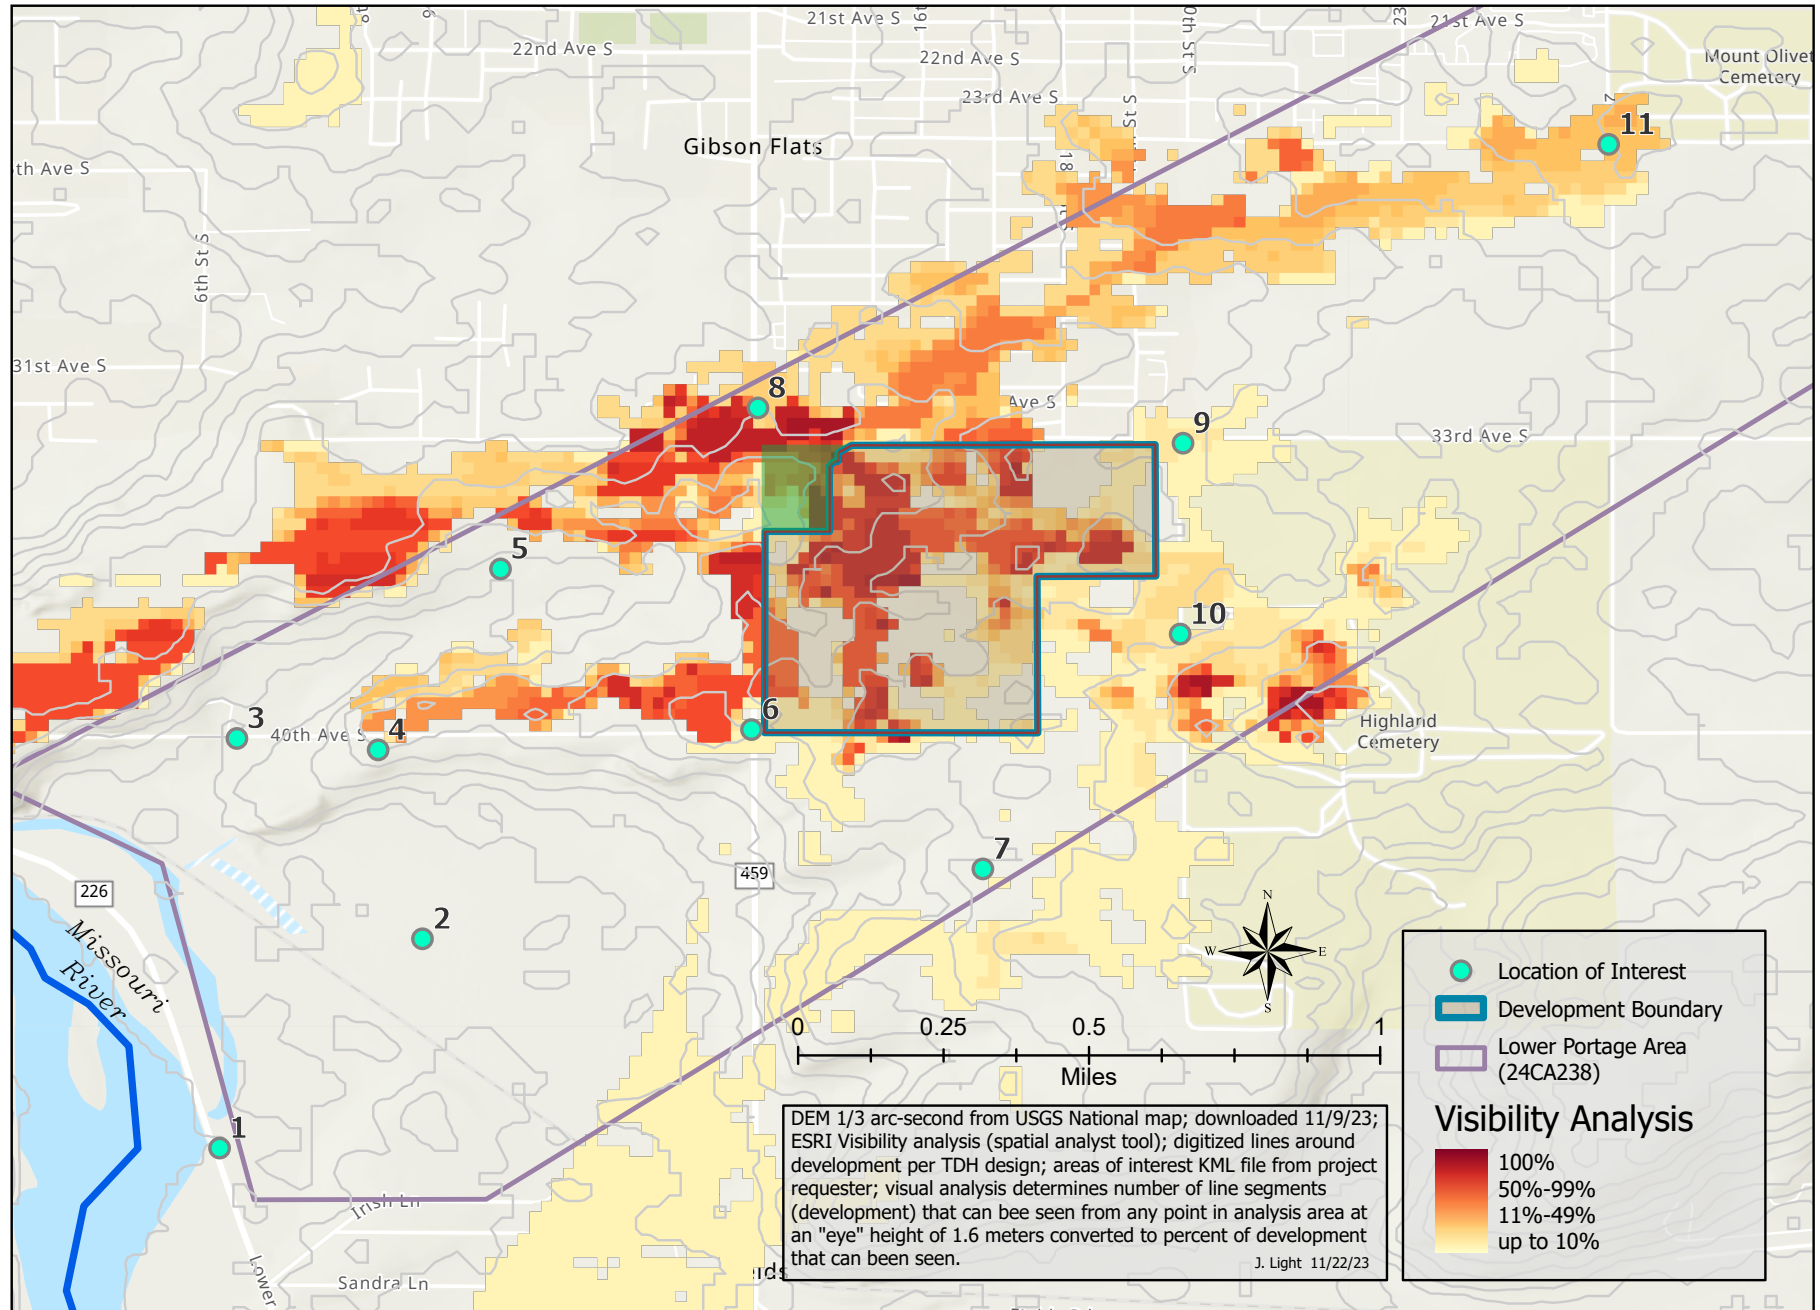 21st Ave S
21st Ave S
22nd Ave S
22nd Ave S
Mount Olivet
Cemetery
23rd Ave S
11
Gibson Flats
th Ave S
6th St S
31st Ave S
8
Ave S
9
33rd Ave S
5
10
3
4
40th Ave S
6
Highland
Cemetery
7
459
226
2
Missouri
River
N
W
E
S
0
0.25
0.5
1
Miles
1
Irish Ln
Sandra Ln
Lower
Location of Interest
Development Boundary
Lower Portage Area
(24CA238)
Visibility Analysis
100%
50%-99%
11%-49%
up to 10%
DEM 1/3 arc-second from USGS National map; downloaded 11/9/23;
ESRI Visibility analysis (spatial analyst tool); digitized lines around
development per TDH design; areas of interest KML file from project
requester; visual analysis determines number of line segments
(development) that can bee seen from any point in analysis area at
an "eye" height of 1.6 meters converted to percent of development
that can been seen.
J. Light 11/22/23